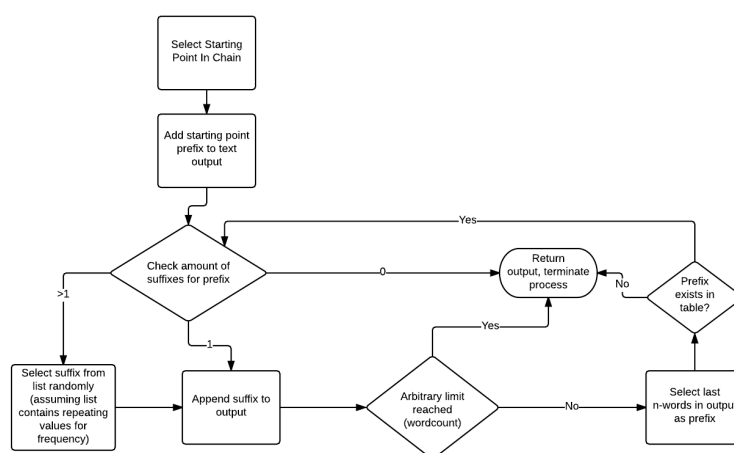 Select Starting
Point In Chain
Add starting point
prefix to text
output
Yes
Check amount of
suffixes for prefix
0
Return
output, terminate
process
No
Prefix
exists in
table?
>1
1
Yes
Select suffix from
list randomly
(assuming list
contains repeating
values for
frequency)
Append suffix to
output
Arbitrary limit
reached
(wordcount)
No
Select last
n-words in output
as prefix